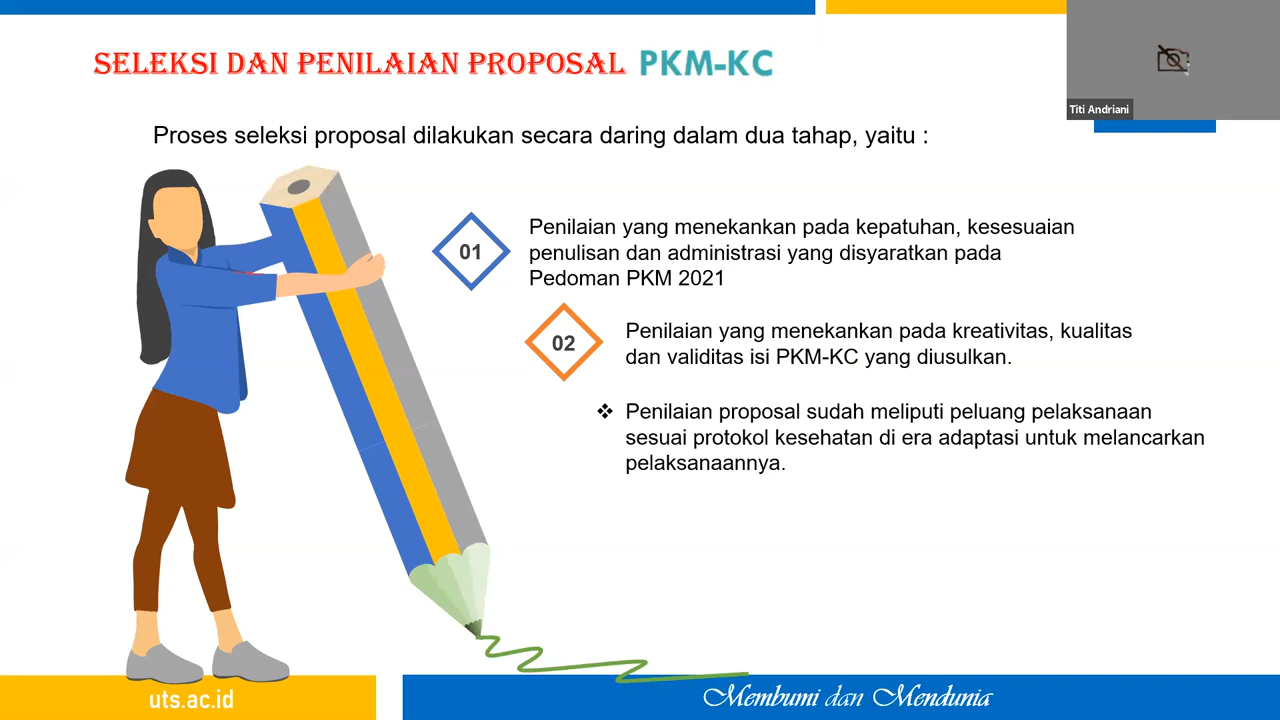 SELEKSI DAN PENILAIAN PROPOSAL PKM-KC
Titi Andriani
Proses seleksi proposal dilakukan secara daring dalam dua tahap, yaitu :
01
Penilaian yang menekankan pada kepatuhan, kesesuaian
penulisan dan administrasi yang disyaratkan pada
Pedoman PKM 2021
02
Penilaian yang menekankan pada kreativitas, kualitas
dan validitas isi PKM-KC yang diusulkan.
❖ Penilaian proposal sudah meliputi peluang pelaksanaan
sesuai protokol kesehatan di era adaptasi untuk melancarkan
pelaksanaannya.
uts.ac.id
Membumi dan Mendunia